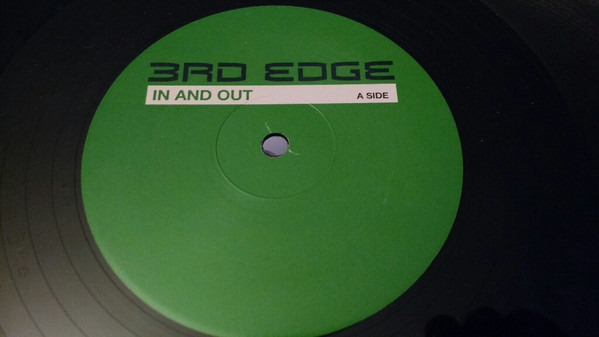 3RD EDGE
IN AND OUT A SIDE